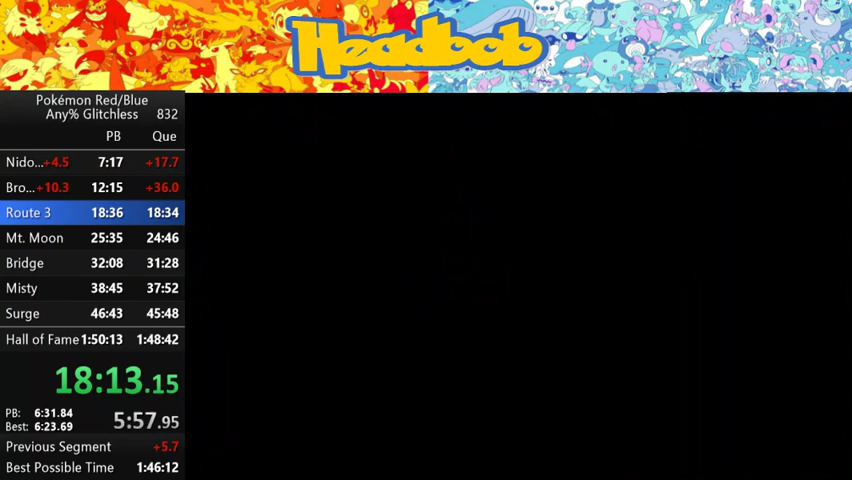 Headbob
Pokémon Red/Blue
Any% Glitchless 832
PB Que
Nido...+4.5 7:17 +17.7
Bro...+10.3 12:15 +36.0
Route 3 18:36 18:34
Mt. Moon 25:35 24:46
Bridge 32:08 31:28
Misty 38:45 37:52
Surge 46:43 45:48
Hall of Fame 1:50:13 1:48:42
18:13.15
PB: 6:31.84
Best: 6:23.69
5:57.95
Previous Segment +5.7
Best Possible Time 1:46:12